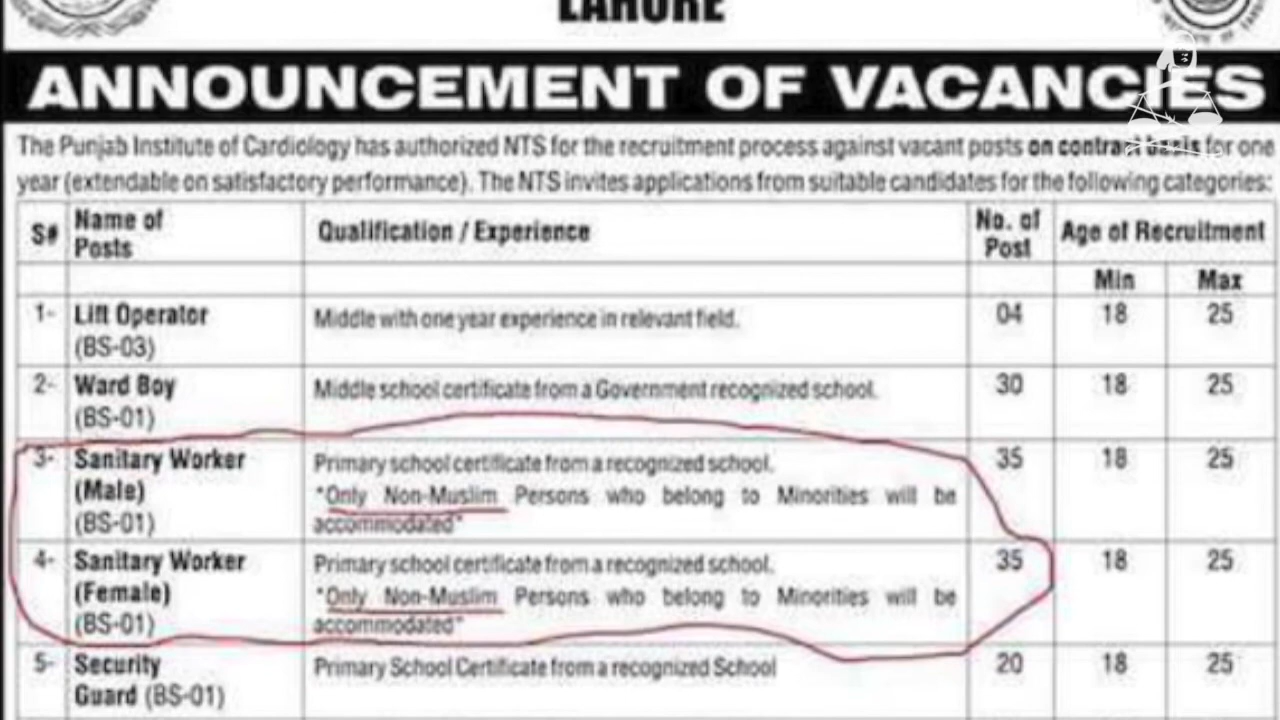 LAHORE
ANNOUNCEMENT OF VACANCIES
The Punjab Institute of Cardiology has authorized NTS for the recruitment process against vacant posts on contract basis for one
year (extendable on satisfactory performance). The NTS invites applications from suitable candidates for the following categories:
S# Name of Posts Qualification / Experience No. of Post Age of Recruitment
Min Max
1- Lift Operator Middle with one year experience in relevant field. 04 18 25
(BS-03)
2- Ward Boy Middle school certificate from a Government recognized school. 30 18 25
(BS-01)
3- Sanitary Worker Primary school certificate from a recognized school. 35 18 25
(Male) *Only Non-Muslim Persons who belong to Minorities will be
(BS-01) accommodated*
4- Sanitary Worker Primary school certificate from a recognized school. 35 18 25
(Female) *Only Non-Muslim Persons who belong to Minorities will be
(BS-01) accommodated*
5- Security Primary School Certificate from a recognized School 20 18 25
Guard (BS-01)